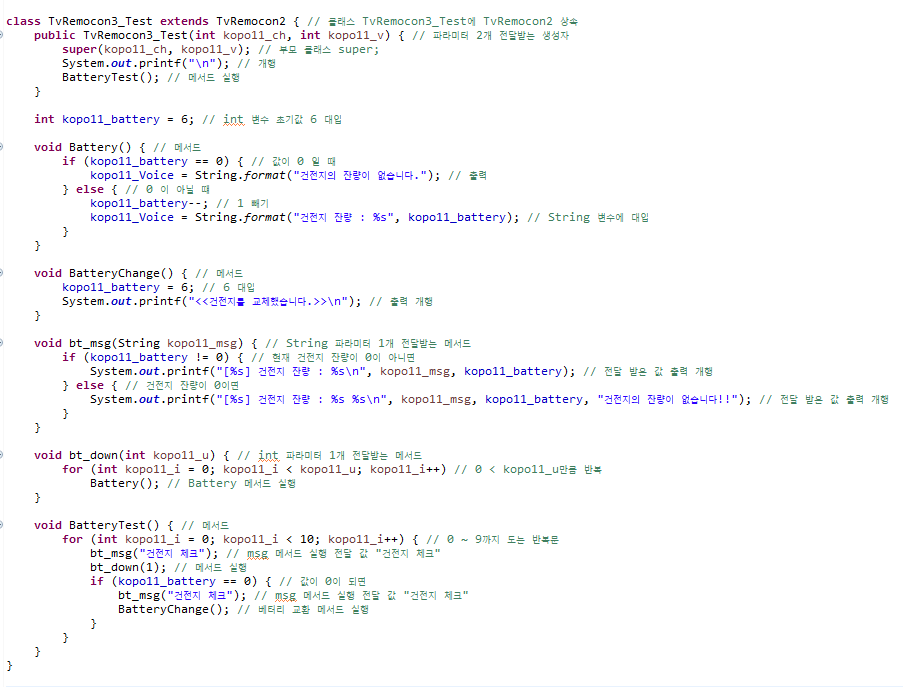 class TvRemocon3_Test extends TvRemocon2 { // 클래스 TvRemocon3_Test에 TvRemocon2 상속
public TvRemocon3_Test(int kopo11_ch, int kopo11_v) { // 파라미터 2개 전달받는 생성자
super(kopo11_ch, kopo11_v); // 부모 클래스 super;
System.out.printf("\n"); // 개행
BatteryTest(); // 메서드 실행
}
int kopo11_battery = 6; // int 변수 초기값 6 대입
void Battery() { // 메서드
if (kopo11_battery == 0) { // 값이 0 일 때
kopo11_Voice = String.format("건전지의 잔량이 없습니다."); // 출력
} else { // 0 이 아닐 때
kopo11_battery--; // 1 빼기
kopo11_Voice = String.format("건전지 잔량 : %s", kopo11_battery); // String 변수에 대입
}
}
void BatteryChange() { // 메서드
kopo11_battery = 6; // 6 대입
System.out.printf("<<건전지를 교체했습니다.>>\n"); // 출력 개행
}
void bt_msg(String kopo11_msg) { // String 파라미터 1개 전달받는 메서드
if (kopo11_battery != 0) { // 현재 건전지 잔량이 0이 아니면
System.out.printf("[%s] 건전지 잔량 : %s\n", kopo11_msg, kopo11_battery); // 전달 받은 값 출력 개행
} else { // 건전지 잔량이 0이면
System.out.printf("[%s] 건전지 잔량 : %s %s\n", kopo11_msg, kopo11_battery, "건전지의 잔량이 없습니다!!"); // 전달 받은 값 출력 개행
}
}
void bt_down(int kopo11_u) { // int 파라미터 1개 전달받는 메서드
for (int kopo11_i = 0; kopo11_i < kopo11_u; kopo11_i++) // 0 < kopo11_u만큼 반복
Battery(); // Battery 메서드 실행
}
void BatteryTest() { // 메서드
for (int kopo11_i = 0; kopo11_i < 10; kopo11_i++) { // 0 ~ 9까지 도는 반복문
bt_msg("건전지 체크"); // msg 메서드 실행 전달 값 "건전지 체크"
bt_down(1); // 메서드 실행
if (kopo11_battery == 0) { // 값이 0이 되면
bt_msg("건전지 체크"); // msg 메서드 실행 전달 값 "건전지 체크"
BatteryChange(); // 베터리 교환 메서드 실행
}
}
}
}